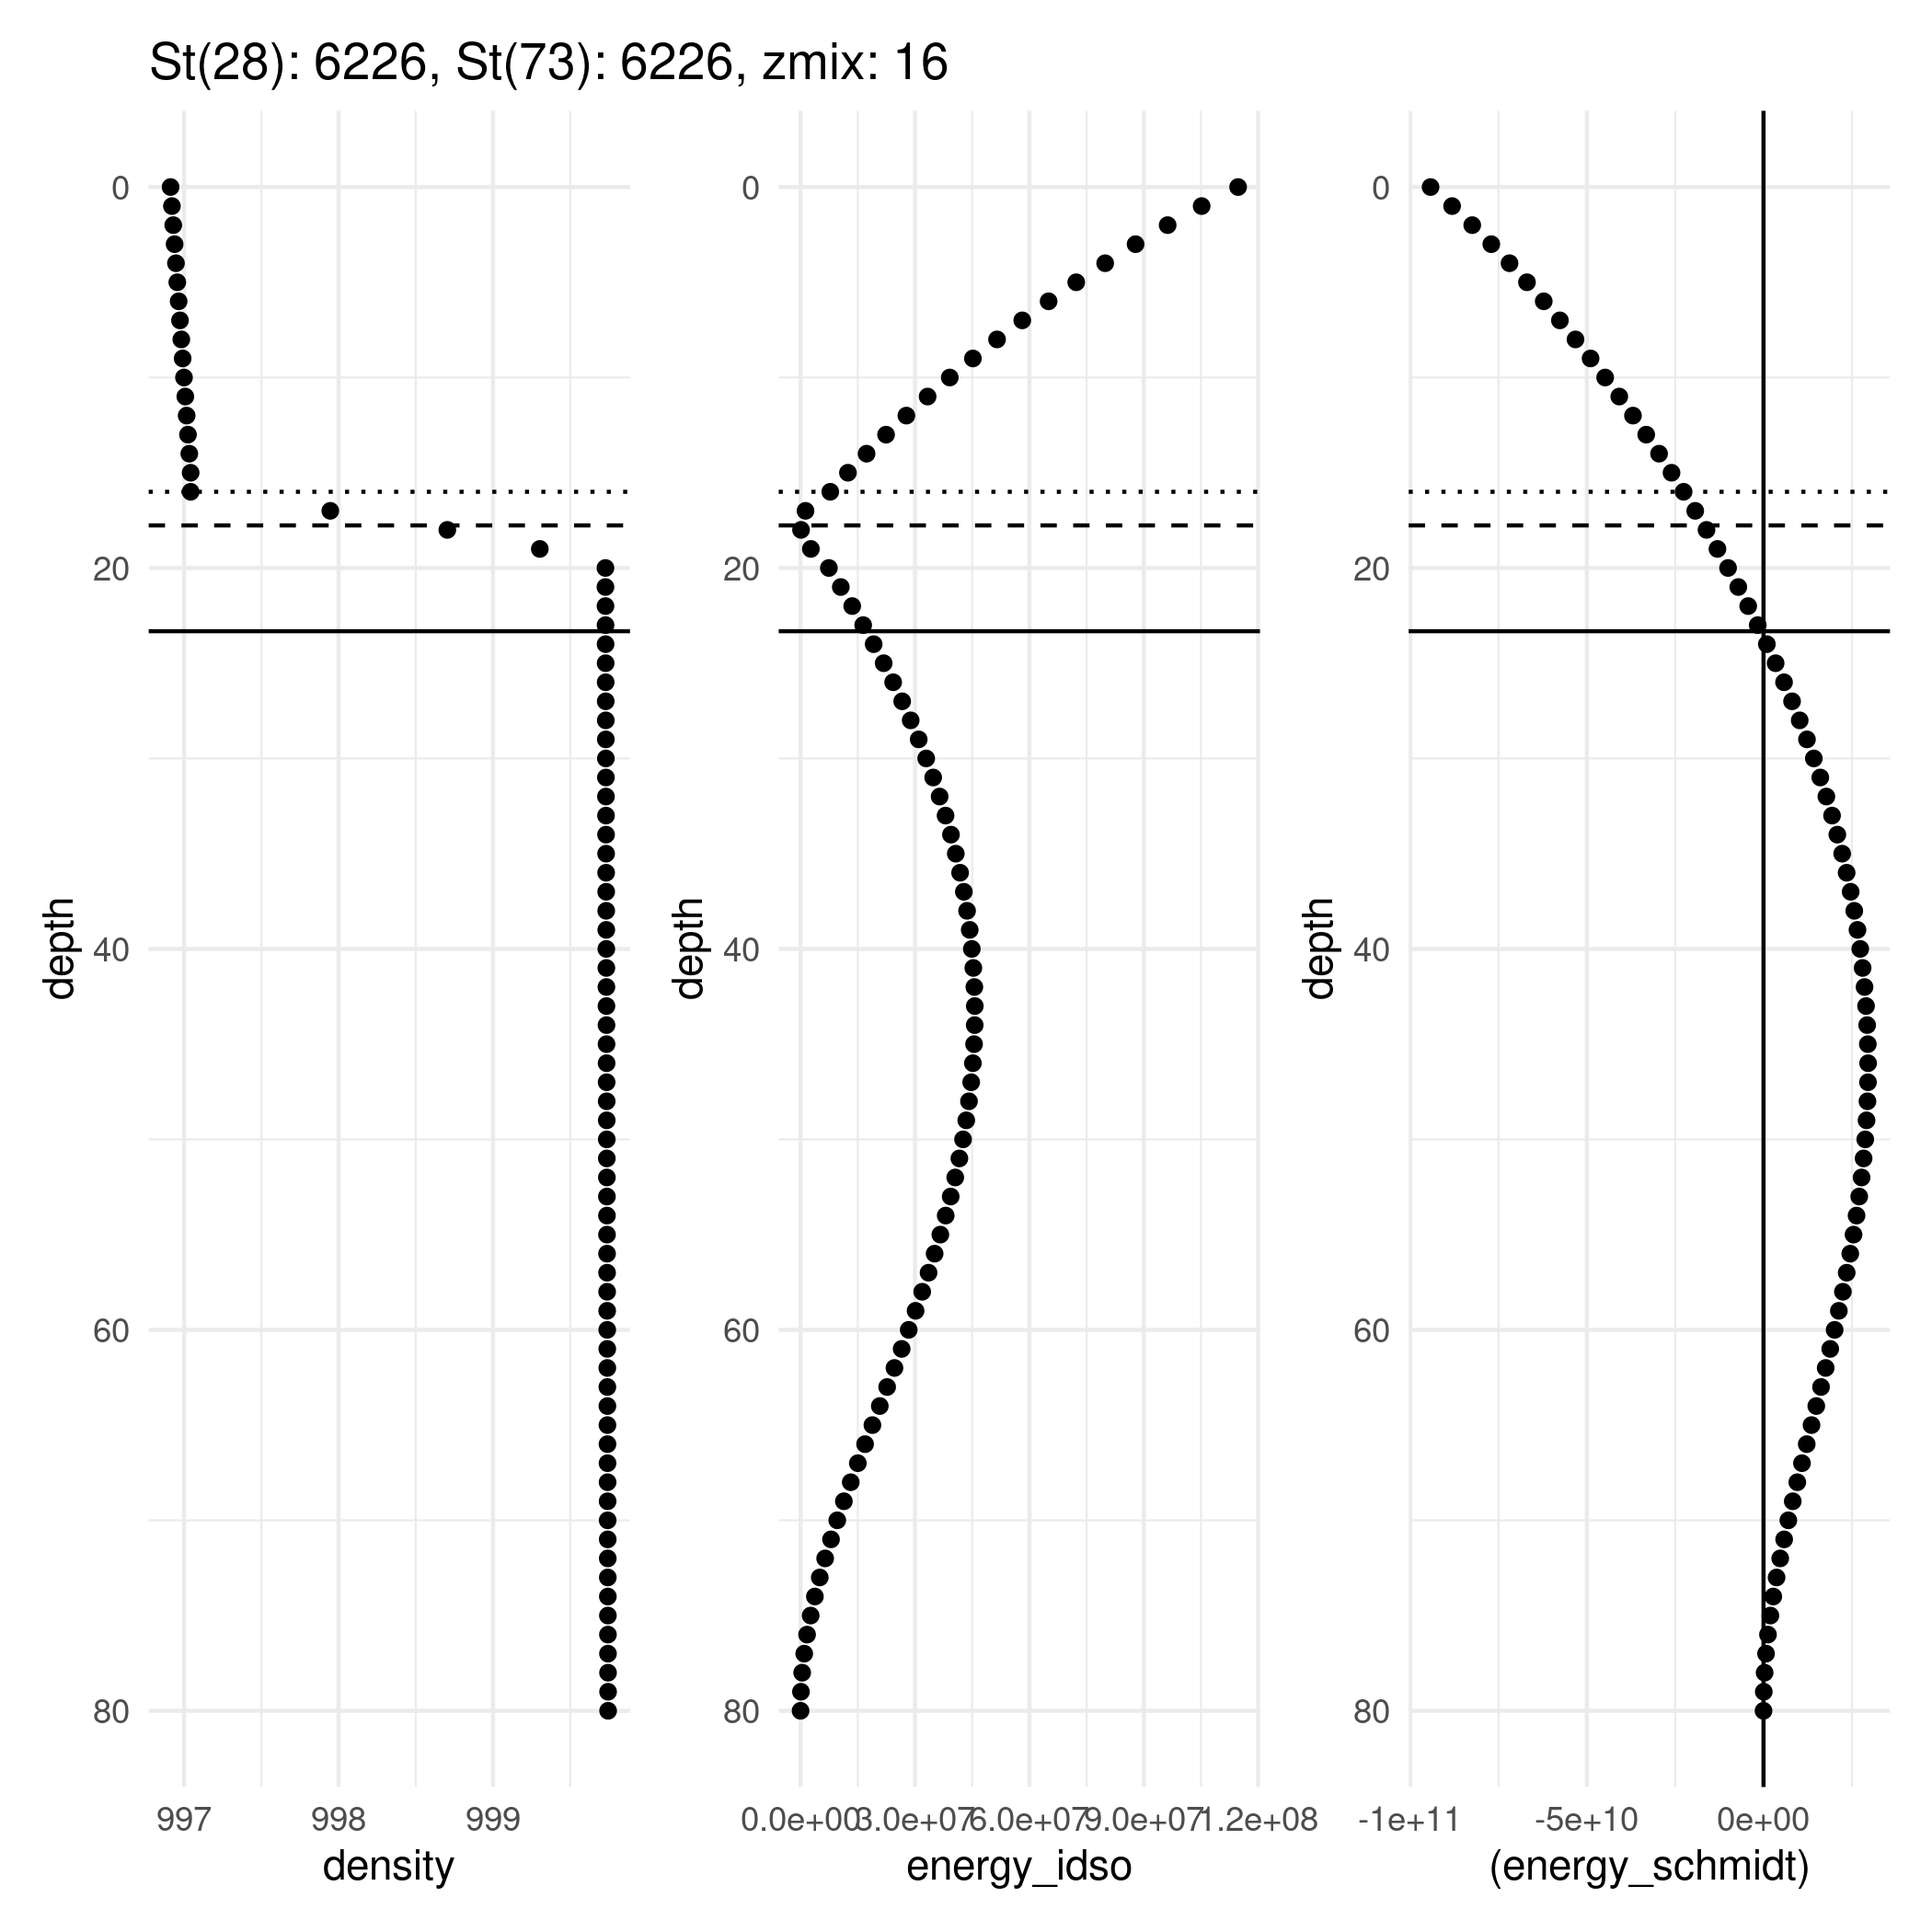 St(28): 6226, St(73): 6226, zmix: 16
depth
0
20
40
60
80
997 998 999
density
depth
0
20
40
60
80
0.0e+00 3.0e+07 6.0e+07 9.0e+07 1.2e+08
energy_idso
depth
0
20
40
60
80
-1e+11 -5e+10 0e+00
(energy_schmidt)